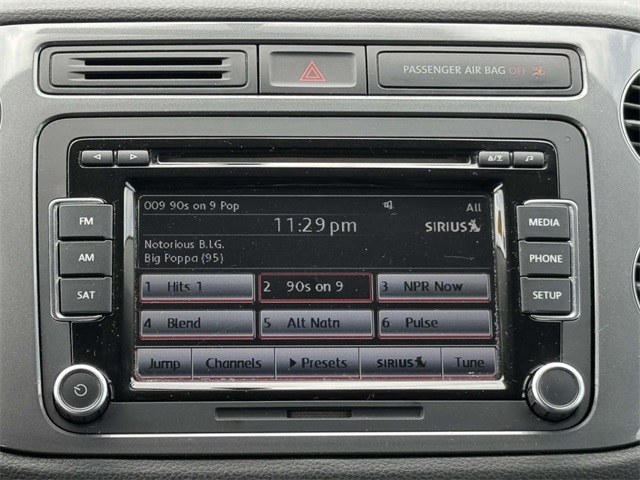 PASSENGER AIR BAG OFF
009 90s on 9 Pop All
11:29pm
SIRIUS
Notorious B.I.G.
Big Poppa (95)
1 Hits 1 2 90s on 9 3 NPR Now
4 Blend 5 Alt Natn 6 Pulse
Jump Channels Presets SIRIUS Tune
FM
AM
SAT
MEDIA
PHONE
SETUP